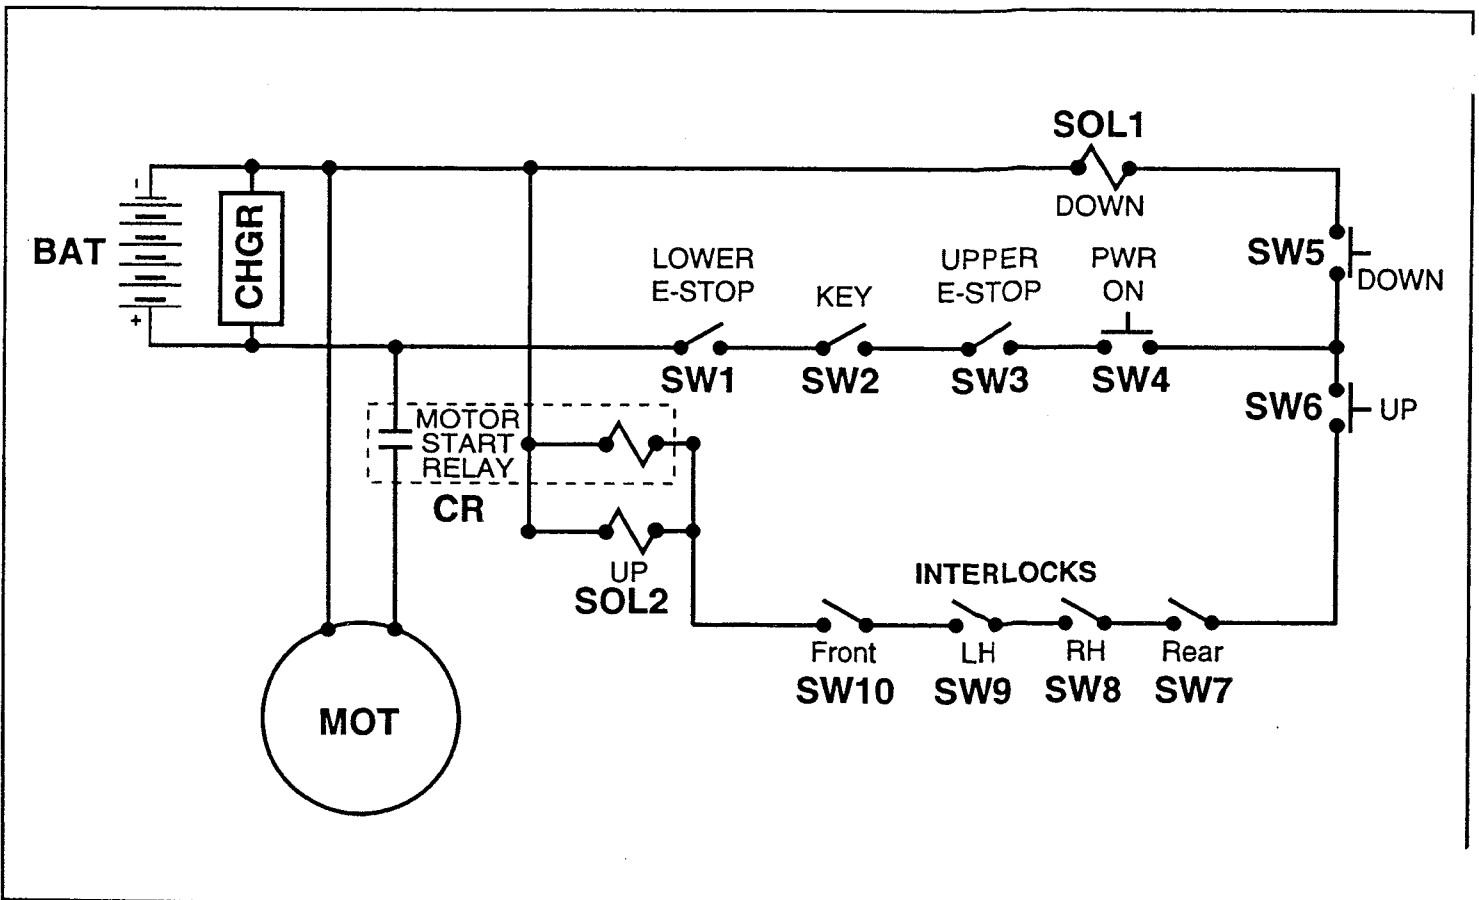 SOL1
DOWN
-
BAT
+
CHGR
LOWER
E-STOP
KEY
UPPER
E-STOP
PWR
ON
SW5
DOWN
SW1
SW2
SW3
SW4
SW6
UP
MOTOR
START
RELAY
CR
UP
SOL2
INTERLOCKS
Front
LH
RH
Rear
SW10
SW9
SW8
SW7
MOT